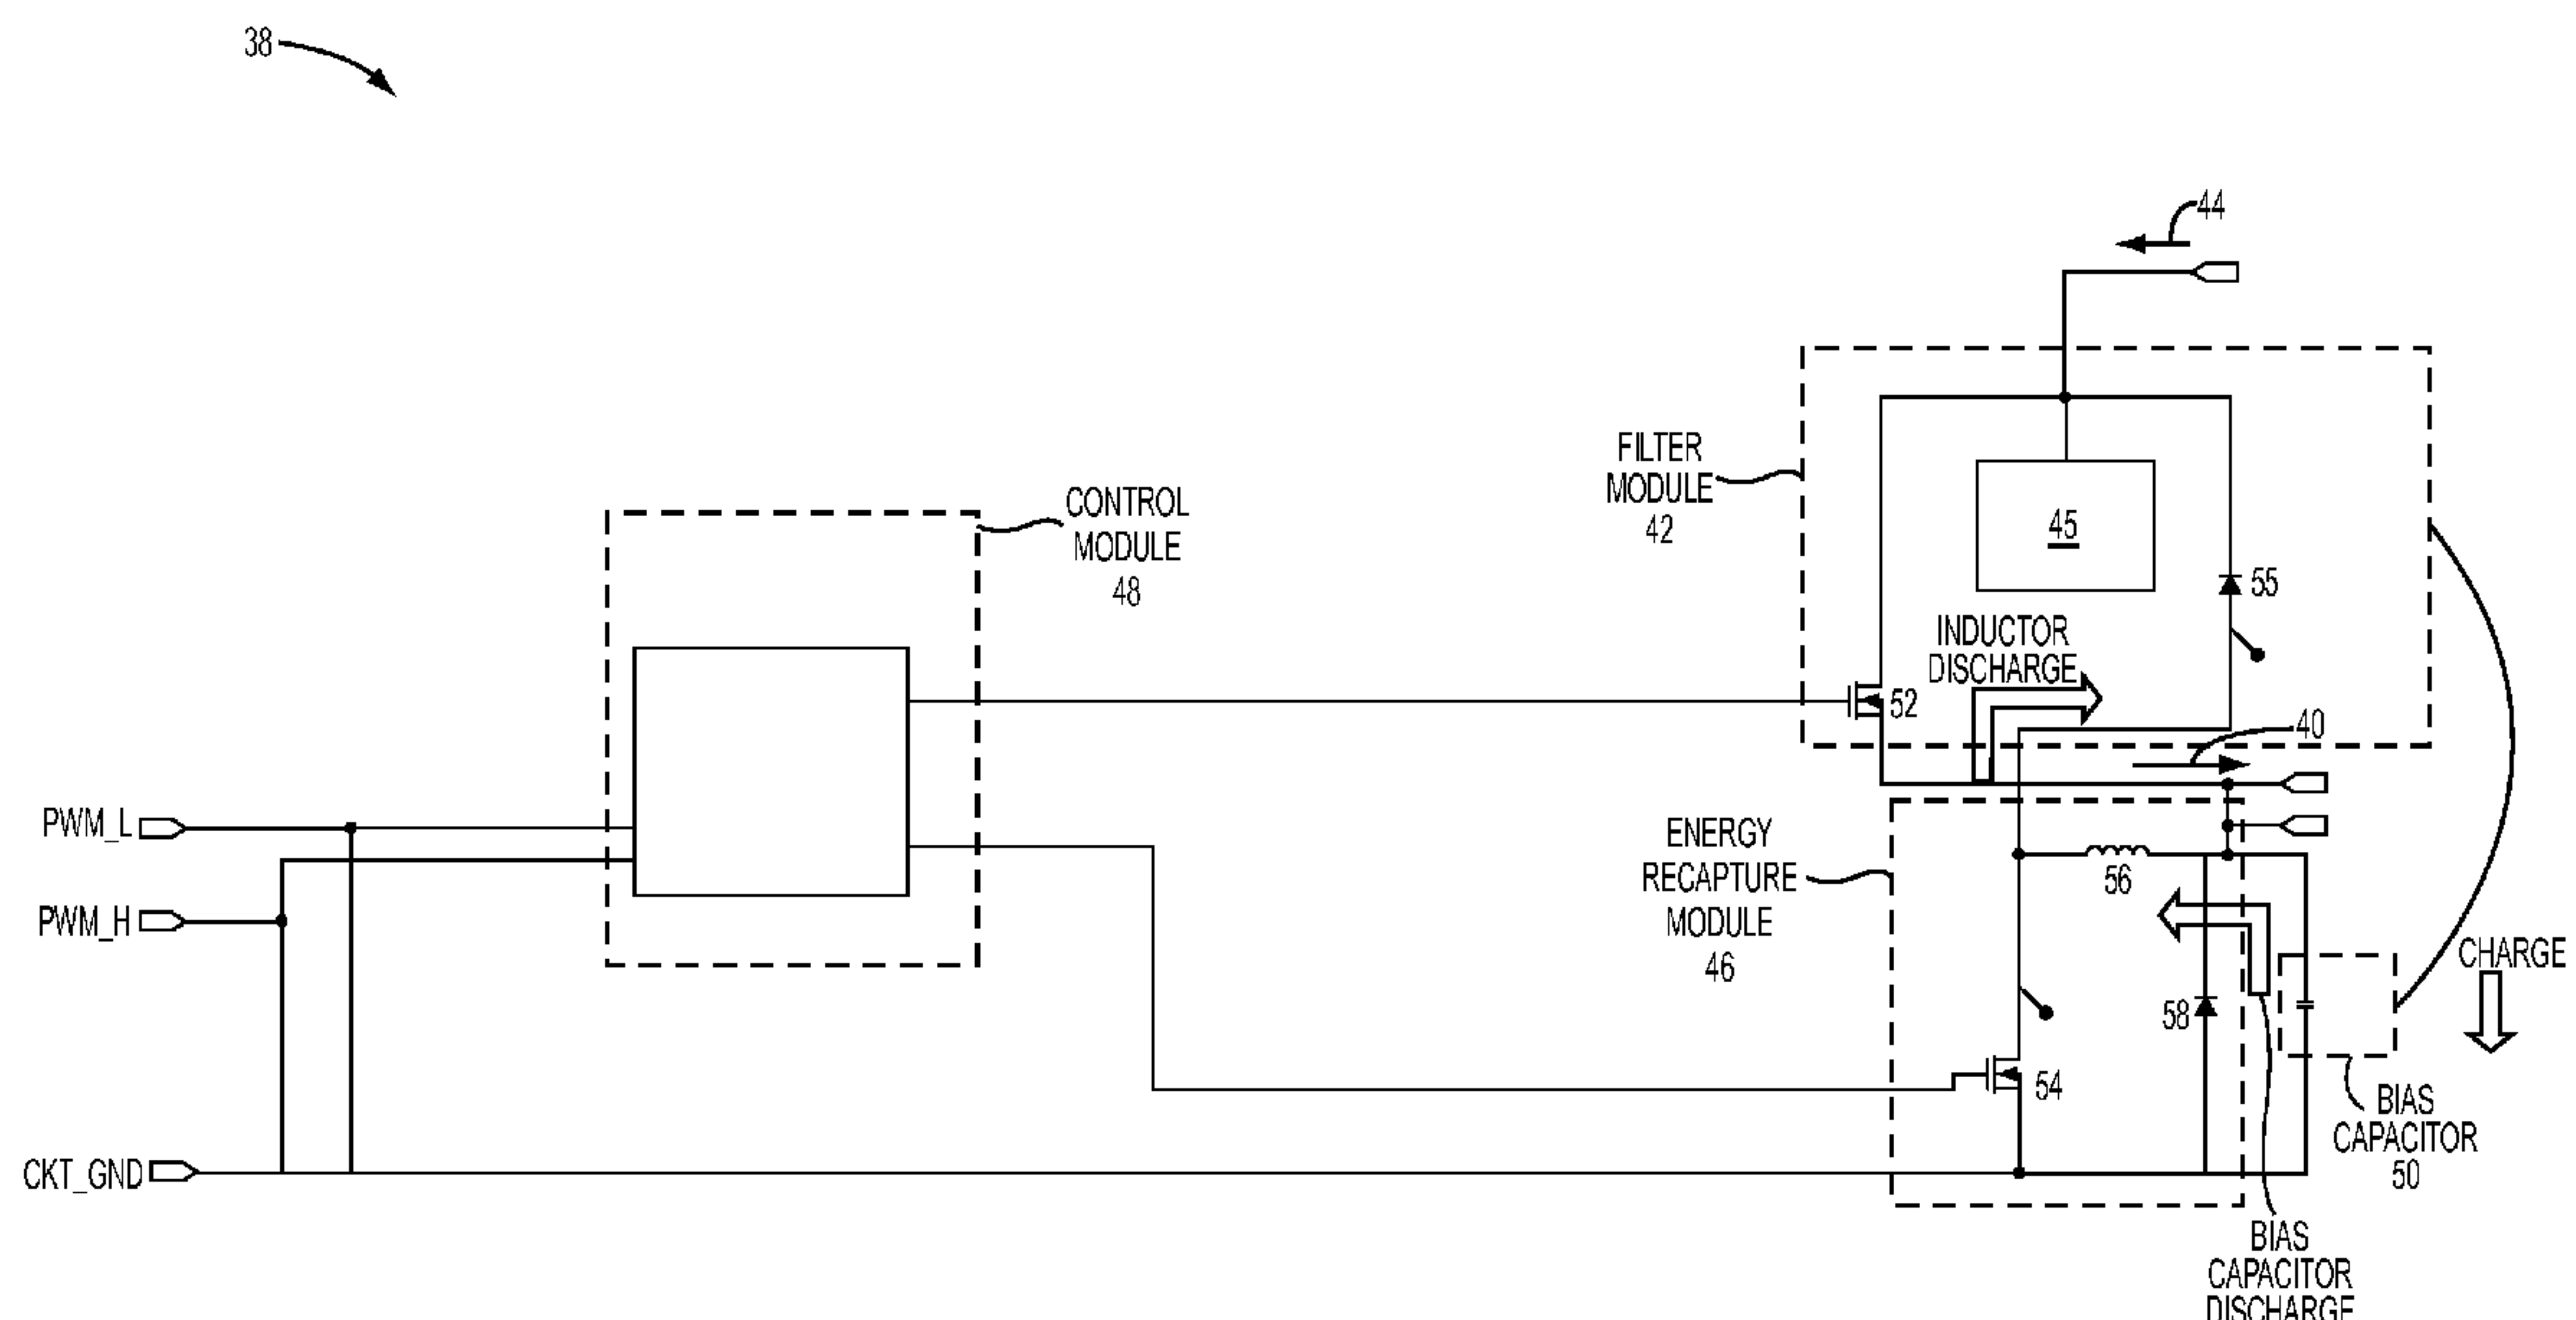 38
44
FILTER
MODULE
42
45
55
CONTROL
MODULE
48
INDUCTOR
DISCHARGE
52
40
PWM_L
PWM_H
CKT_GND
ENERGY
RECAPTURE
MODULE
46
56
58
54
CHARGE
BIAS
CAPACITOR
50
BIAS
CAPACITOR
DISCHARGE